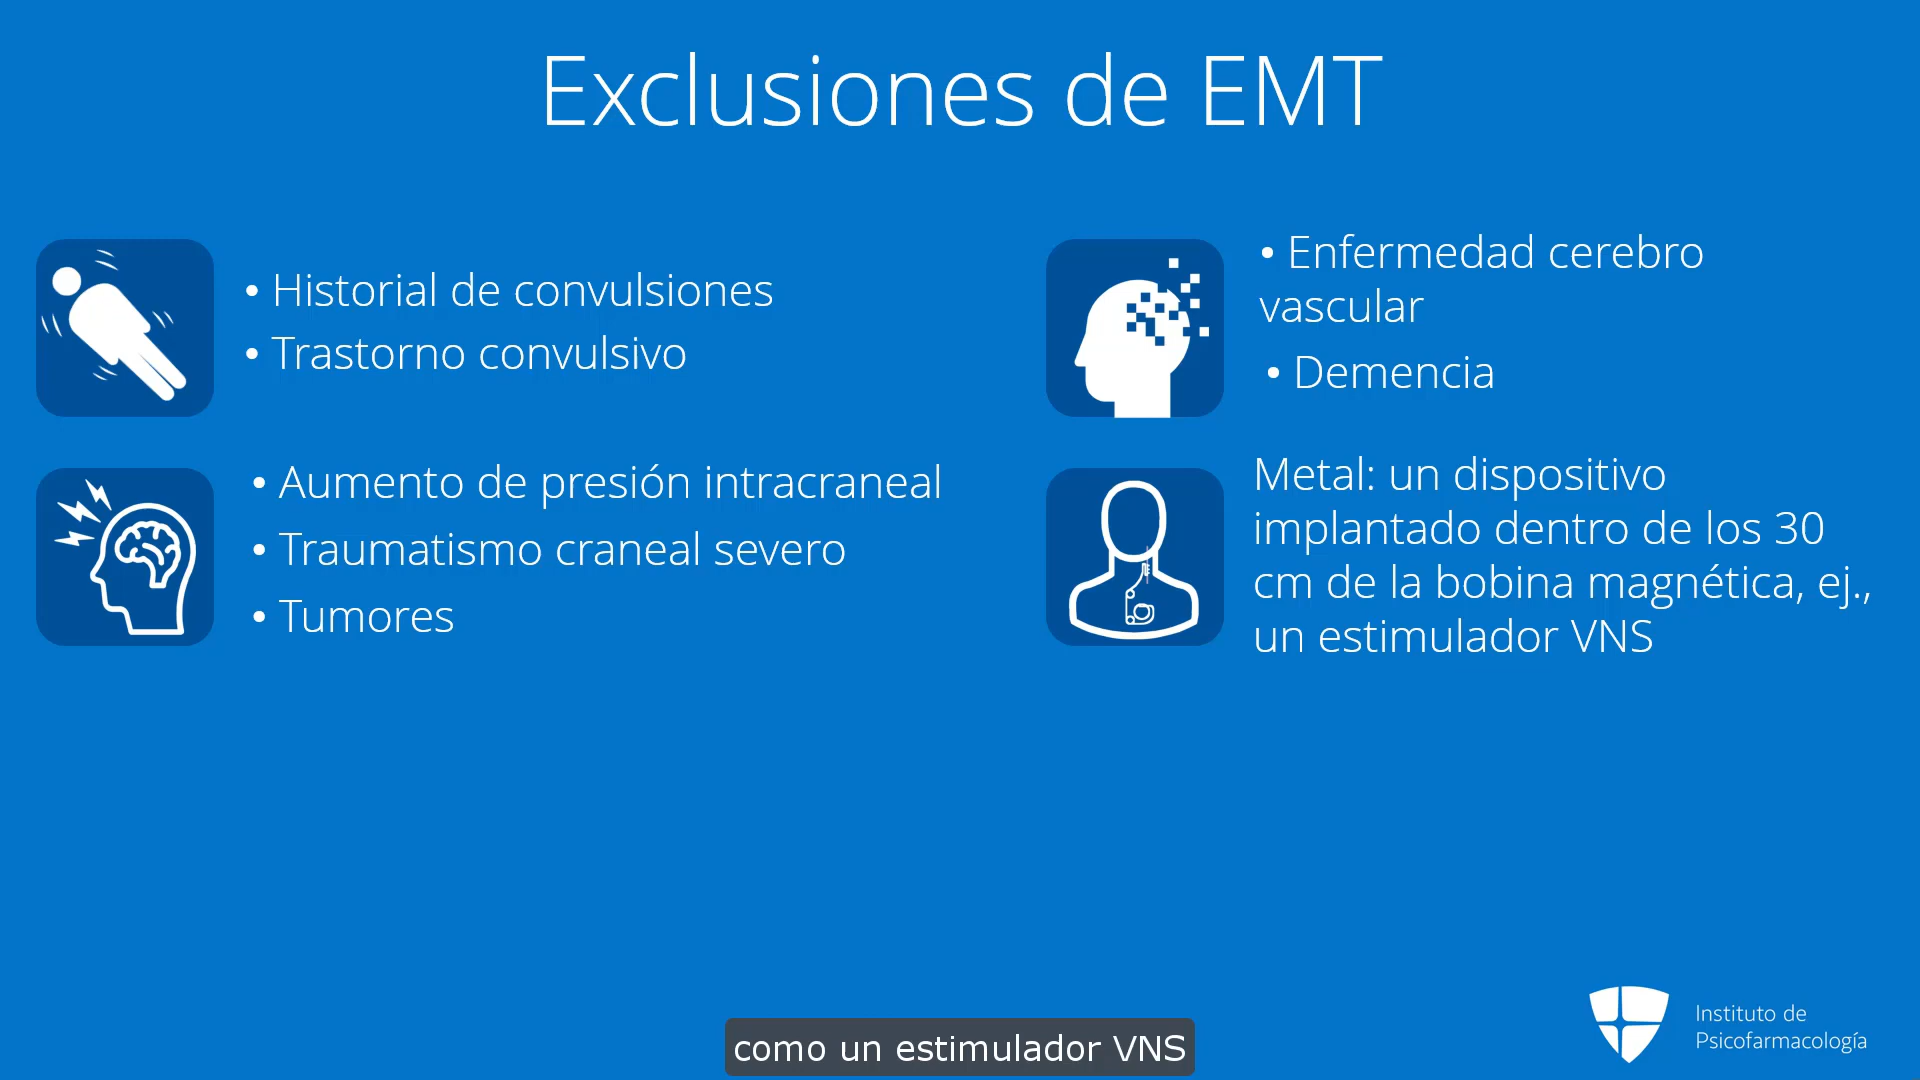 Exclusiones de EMT
• Historial de convulsiones
• Trastorno convulsivo
• Aumento de presión intracraneal
• Traumatismo craneal severo
• Tumores
• Enfermedad cerebro
vascular
• Demencia
Metal: un dispositivo
implantado dentro de los 30
cm de la bobina magnética, ej.,
un estimulador VNS
como un estimulador VNS
Instituto de
Psicofarmacología